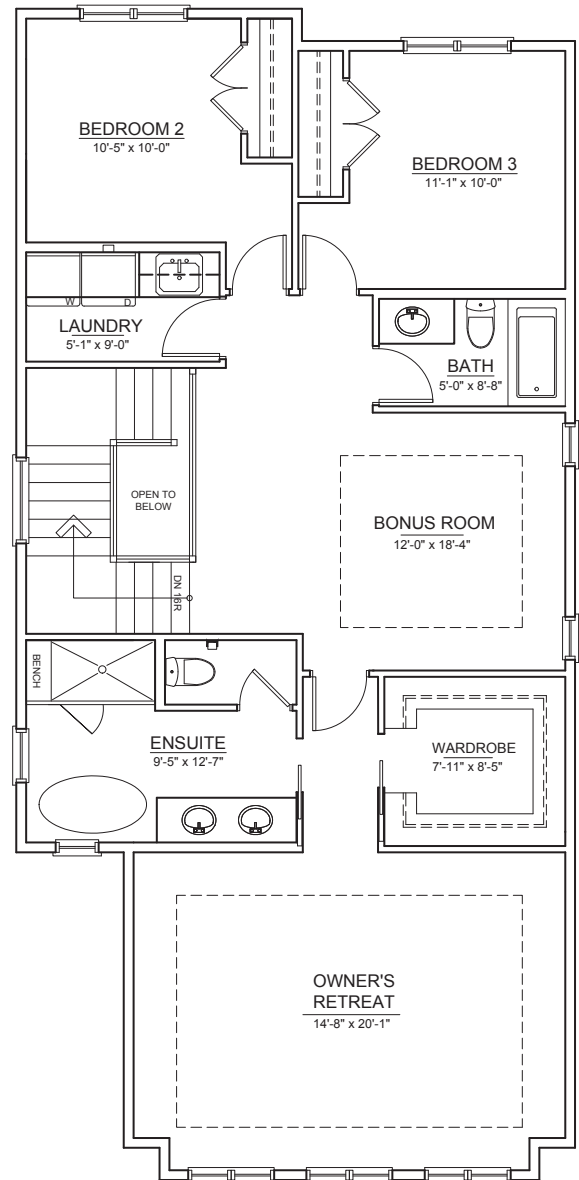 BEDROOM 2
10'-5" x 10'-0"
BEDROOM 3
11'-1" x 10'-0"
W
D
LAUNDRY
5'-1" x 9'-0"
BATH
5'-0" x 8'-8"
OPEN TO
BELOW
BONUS ROOM
12'-0" x 18'-4"
DN 16R
BENCH
ENSUITE
9'-5" x 12'-7"
WARDROBE
7'-11" x 8'-5"
OWNER'S
RETREAT
14'-8" x 20'-1"